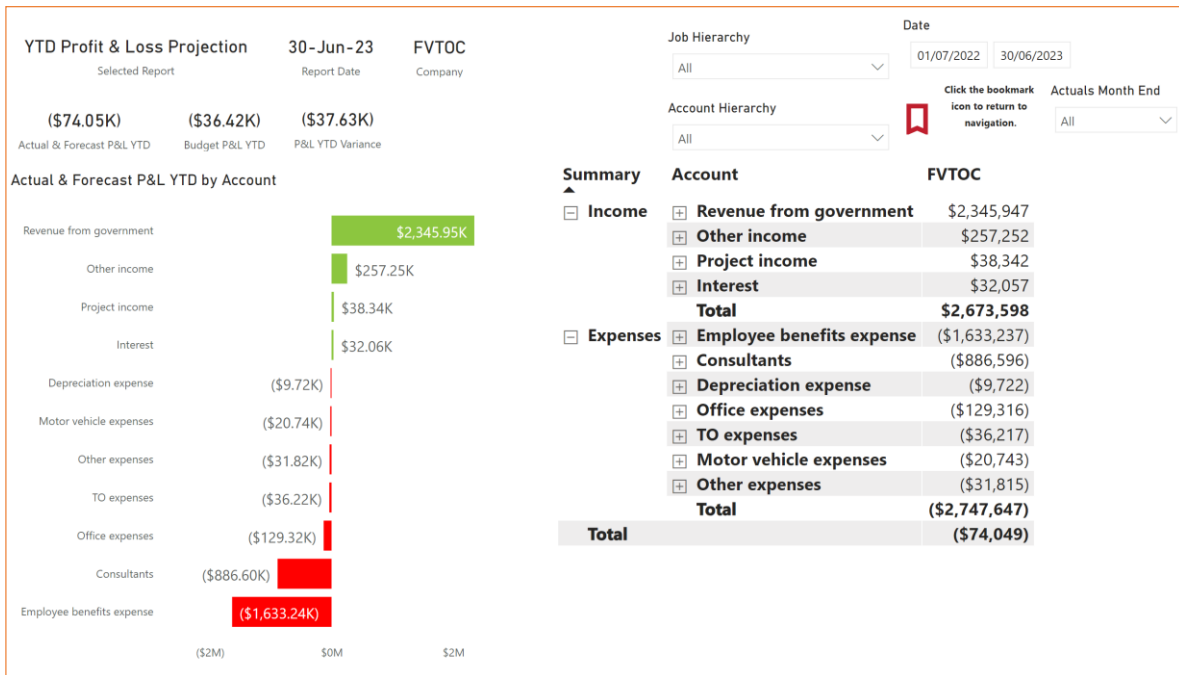 YTD Profit & Loss Projection
Selected Report
30-Jun-23
Report Date
FVTOC
Company
($74.05K)
Actual & Forecast P&L YTD
($36.42K)
Budget P&L YTD
($37.63K)
P&L YTD Variance
Job Hierarchy
All
Account Hierarchy
All
Date
01/07/2022 30/06/2023
Click the bookmark
icon to return to
navigation.
Actuals Month End
All
Actual & Forecast P&L YTD by Account
Revenue from government $2,345.95K
Other income $257.25K
Project income $38.34K
Interest $32.06K
Depreciation expense ($9.72K)
Motor vehicle expenses ($20.74K)
Other expenses ($31.82K)
TO expenses ($36.22K)
Office expenses ($129.32K)
Consultants ($886.60K)
Employee benefits expense ($1,633.24K)
($2M) $0M $2M
Summary Account FVTOC
Income Revenue from government $2,345,947
Other income $257,252
Project income $38,342
Interest $32,057
Total $2,673,598
Expenses Employee benefits expense ($1,633,237)
Consultants ($886,596)
Depreciation expense ($9,722)
Office expenses ($129,316)
TO expenses ($36,217)
Motor vehicle expenses ($20,743)
Other expenses ($31,815)
Total ($2,747,647)
Total ($74,049)